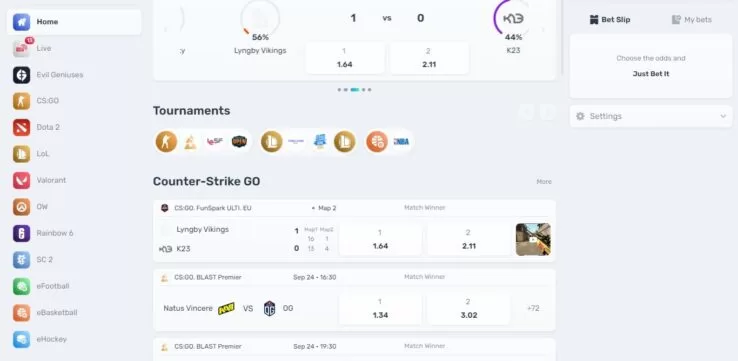 Home
Live
15
Evil Geniuses
CS:GO
Dota 2
LoL
Valorant
OW
Rainbow 6
SC 2
eFootball
eBasketball
eHockey
1 vs 0
56%
Lyngby Vikings
1
1.64
2
2.11
44%
K23
Tournaments
NBA
Counter-Strike GO
More
CS:GO. FunSpark ULTI. EU
• Map 2
Match Winner
Lyngby Vikings
K23
1
0
Map1 Map2
16 1
13 4
1
1.64
2
2.11
CS:GO. BLAST Premier
Sep 24 • 16:30
Match Winner
Natus Vincere
VS
OG
1
1.34
2
3.02
+72
CS:GO. BLAST Premier
Sep 24 • 19:30
Match Winner
Bet Slip
My bets
Choose the odds and
Just Bet It
Settings